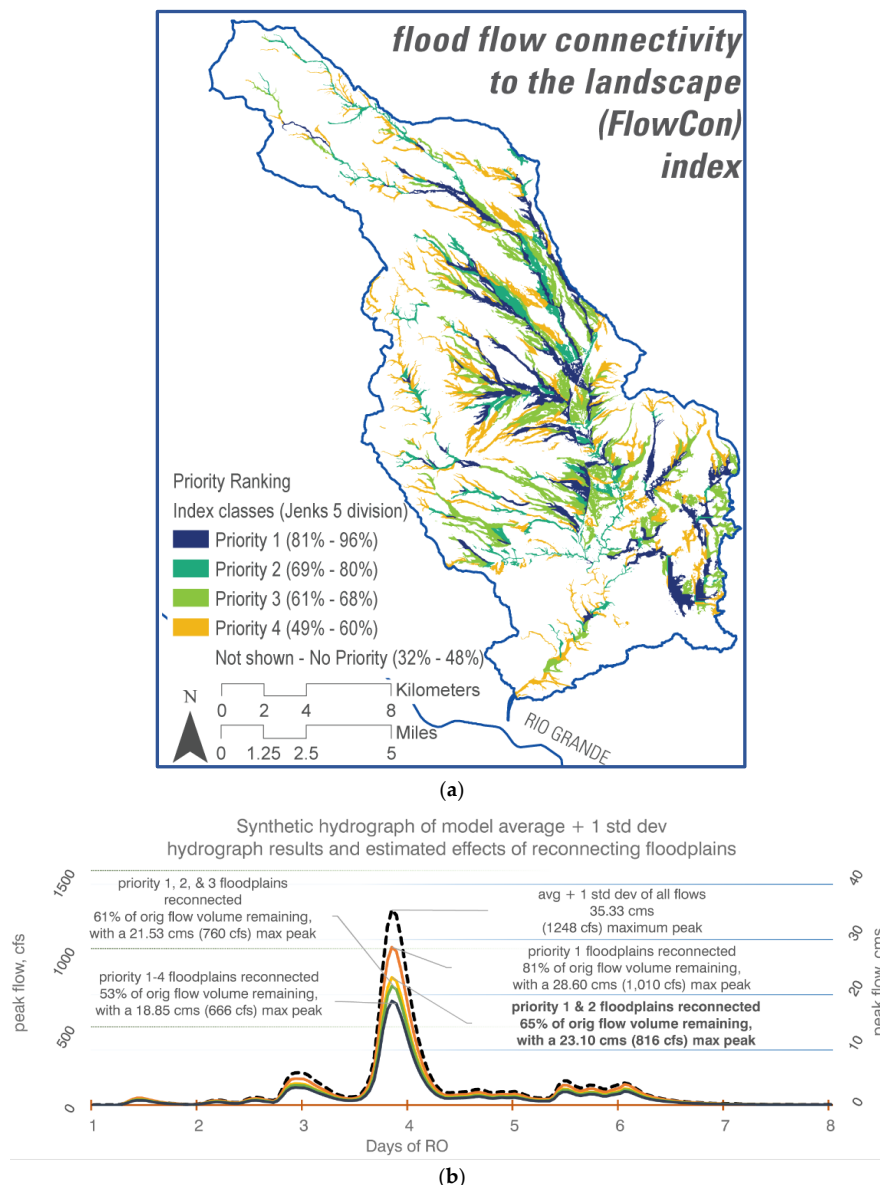 flood flow connectivity
to the landscape
(FlowCon)
index
Priority Ranking
Index classes (Jenks 5 division)
Priority 1 (81% - 96%)
Priority 2 (69% - 80%)
Priority 3 (61% - 68%)
Priority 4 (49% - 60%)
Not shown - No Priority (32% - 48%)
N
Kilometers
0 2 4 8
Miles
0 1.25 2.5 5
RIO GRANDE
(a)
Synthetic hydrograph of model average + 1 std dev
hydrograph results and estimated effects of reconnecting floodplains
1500
1000
500
0
peak flow, cfs
priority 1, 2, & 3 floodplains
reconnected
61% of orig flow volume remaining,
with a 21.53 cms (760 cfs) max peak
priority 1-4 floodplains reconnected
53% of orig flow volume remaining,
with a 18.85 cms (666 cfs) max peak
avg + 1 std dev of all flows
35.33 cms
(1248 cfs) maximum peak
priority 1 floodplains reconnected
81% of orig flow volume remaining,
with a 28.60 cms (1,010 cfs) max peak
priority 1 & 2 floodplains reconnected
65% of orig flow volume remaining,
with a 23.10 cms (816 cfs) max peak
40
30
20
10
0
peak flow, cms
1 2 3 4 5 6 7 8
Days of RO
(b)